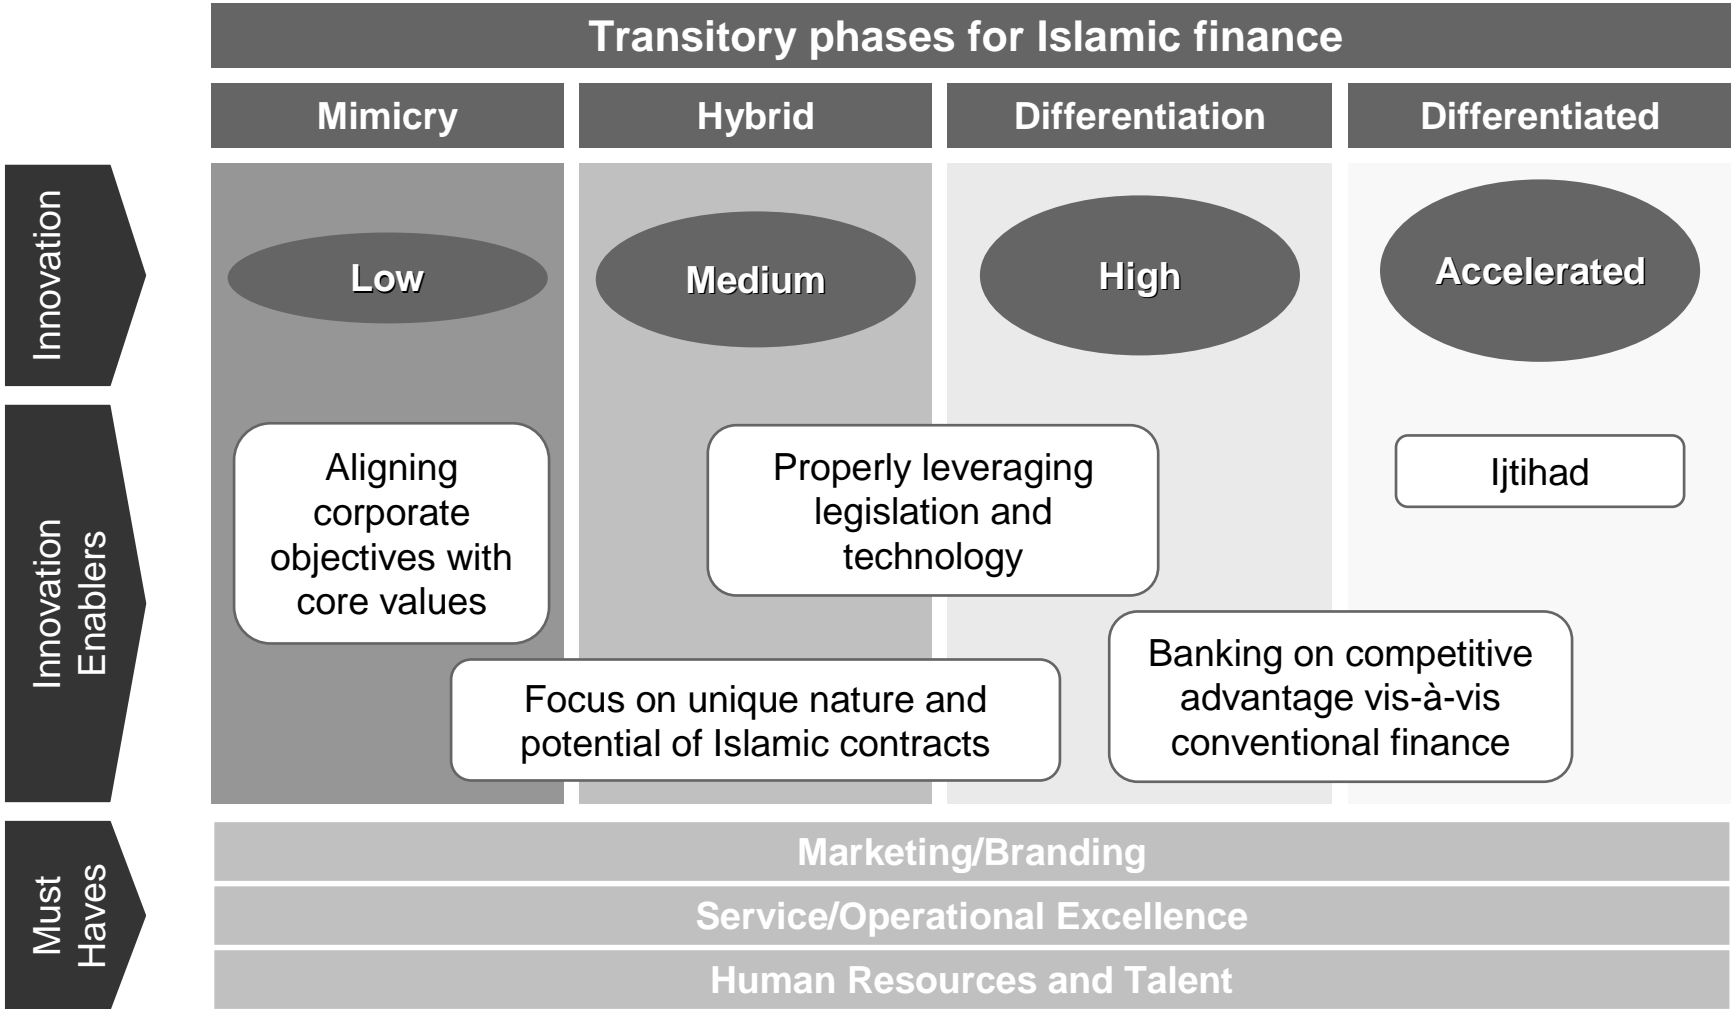 Transitory phases for Islamic finance
Mimicry
Hybrid
Differentiation
Differentiated
Innovation
Low
Medium
High
Accelerated
Innovation
Enablers
Aligning
corporate
objectives with
core values
Properly leveraging
legislation and
technology
Ijtihad
Focus on unique nature and
potential of Islamic contracts
Banking on competitive
advantage vis-à-vis
conventional finance
Must
Haves
Marketing/Branding
Service/Operational Excellence
Human Resources and Talent